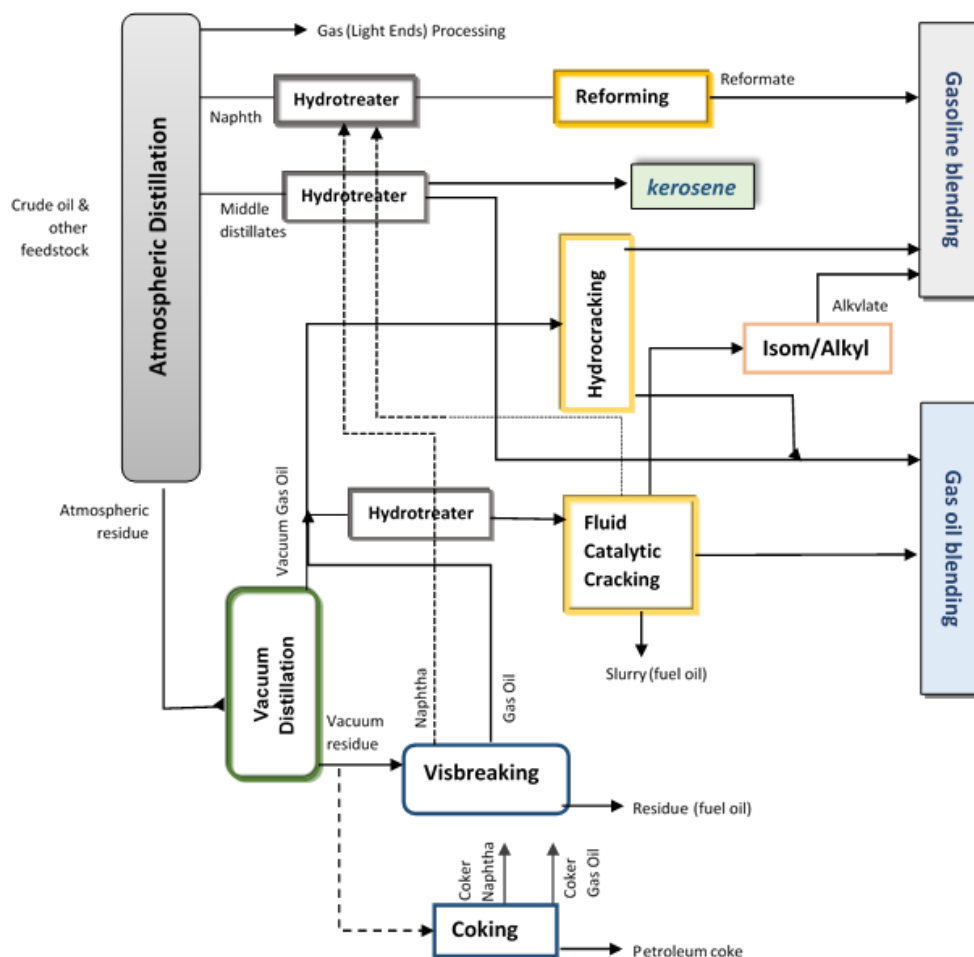 Gas (Light Ends) Processing
Hydrotreater
Reforming
Reformate
Naphth
Gasoline blending
Atmospheric Distillation
Crude oil &
other
feedstock
Middle
distillates
Hydrotreater
kerosene
Hydrocracking
Alkvlate
Isom/Alkyl
Vacuum Gas Oil
Atmospheric
residue
Hydrotreater
Fluid
Catalytic
Cracking
Gas oil blending
Slurry (fuel oil)
Vacuum
Distillation
Vacuum
residue
Naphtha
Gas Oil
Visbreaking
Residue (fuel oil)
Coker
Naphtha
Coker
Gas Oil
Coking
Petroleum coke